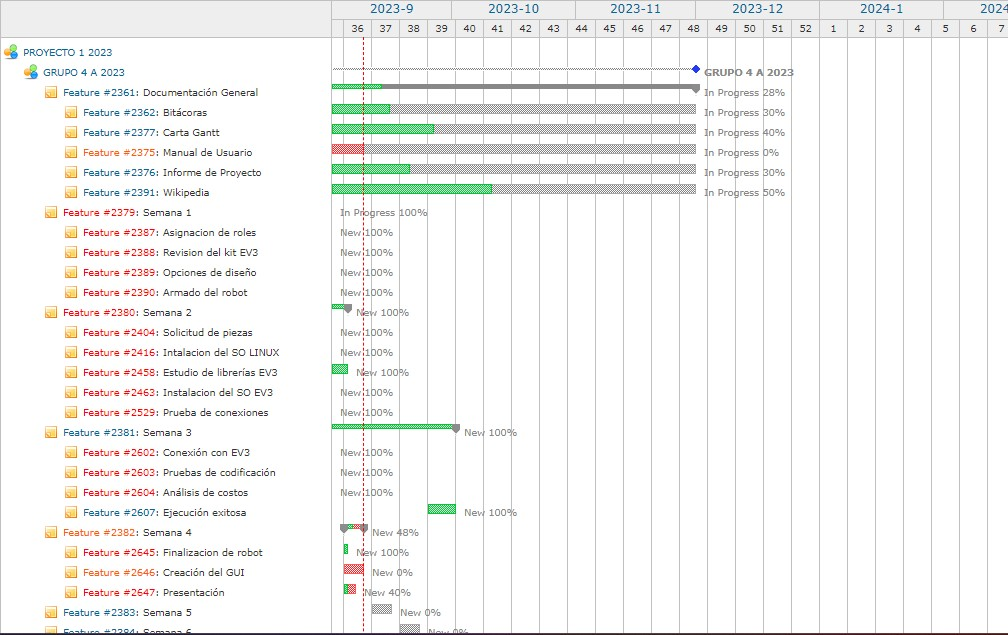 2023-9 2023-10 2023-11 2023-12 2024-1 2024
36 37 38 39 40 41 42 43 44 45 46 47 48 49 50 51 52 1 2 3 4 5 6 7
PROYECTO 1 2023
GRUPO 4 A 2023 GRUPO 4 A 2023
Feature #2361: Documentación General In Progress 28%
Feature #2362: Bitácoras In Progress 30%
Feature #2377: Carta Gantt In Progress 40%
Feature #2375: Manual de Usuario In Progress 0%
Feature #2376: Informe de Proyecto In Progress 30%
Feature #2391: Wikipedia In Progress 50%
Feature #2379: Semana 1 In Progress 100%
Feature #2387: Asignacion de roles New 100%
Feature #2388: Revision del kit EV3 New 100%
Feature #2389: Opciones de diseño New 100%
Feature #2390: Armado del robot New 100%
Feature #2380: Semana 2 New 100%
Feature #2404: Solicitud de piezas New 100%
Feature #2416: Intalacion del SO LINUX New 100%
Feature #2458: Estudio de librerías EV3 New 100%
Feature #2463: Instalacion del SO EV3 New 100%
Feature #2529: Prueba de conexiones New 100%
Feature #2381: Semana 3 New 100%
Feature #2602: Conexión con EV3 New 100%
Feature #2603: Pruebas de codificación New 100%
Feature #2604: Análisis de costos New 100%
Feature #2607: Ejecución exitosa New 100%
Feature #2382: Semana 4 New 48%
Feature #2645: Finalizacion de robot New 100%
Feature #2646: Creación del GUI New 0%
Feature #2647: Presentación New 40%
Feature #2383: Semana 5 New 0%
Feature #2384: Semana 6 New 0%